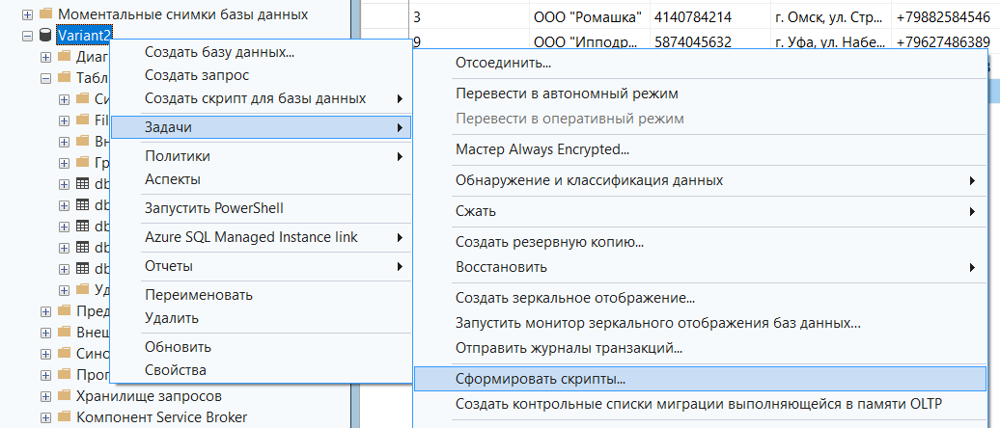 Моментальные снимки базы данных
Variant2
Диаг
Табл
Си
Fil
Вн
Гр
db
db
db
db
db
Уд
Пред
Внеш
Сино
Прог
Хранилище запросов
Компонент Service Broker
Создать базу данных...
Создать запрос
Создать скрипт для базы данных
Задачи
Политики
Аспекты
Запустить PowerShell
Azure SQL Managed Instance link
Отчеты
Переименовать
Удалить
Обновить
Свойства
3 ООО "Ромашка" 4140784214 г. Омск, ул. Стр... +79882584546
9 ООО "Ипподр... 5874045632 г. Уфа, ул. Набе... +79627486389
Отсоединить...
Перевести в автономный режим
Перевести в оперативный режим
Мастер Always Encrypted...
Обнаружение и классификация данных
Сжать
Создать резервную копию...
Восстановить
Создать зеркальное отображение...
Запустить монитор зеркального отображения баз данных...
Отправить журналы транзакций...
Сформировать скрипты...
Создать контрольные списки миграции выполняющейся в памяти OLTP